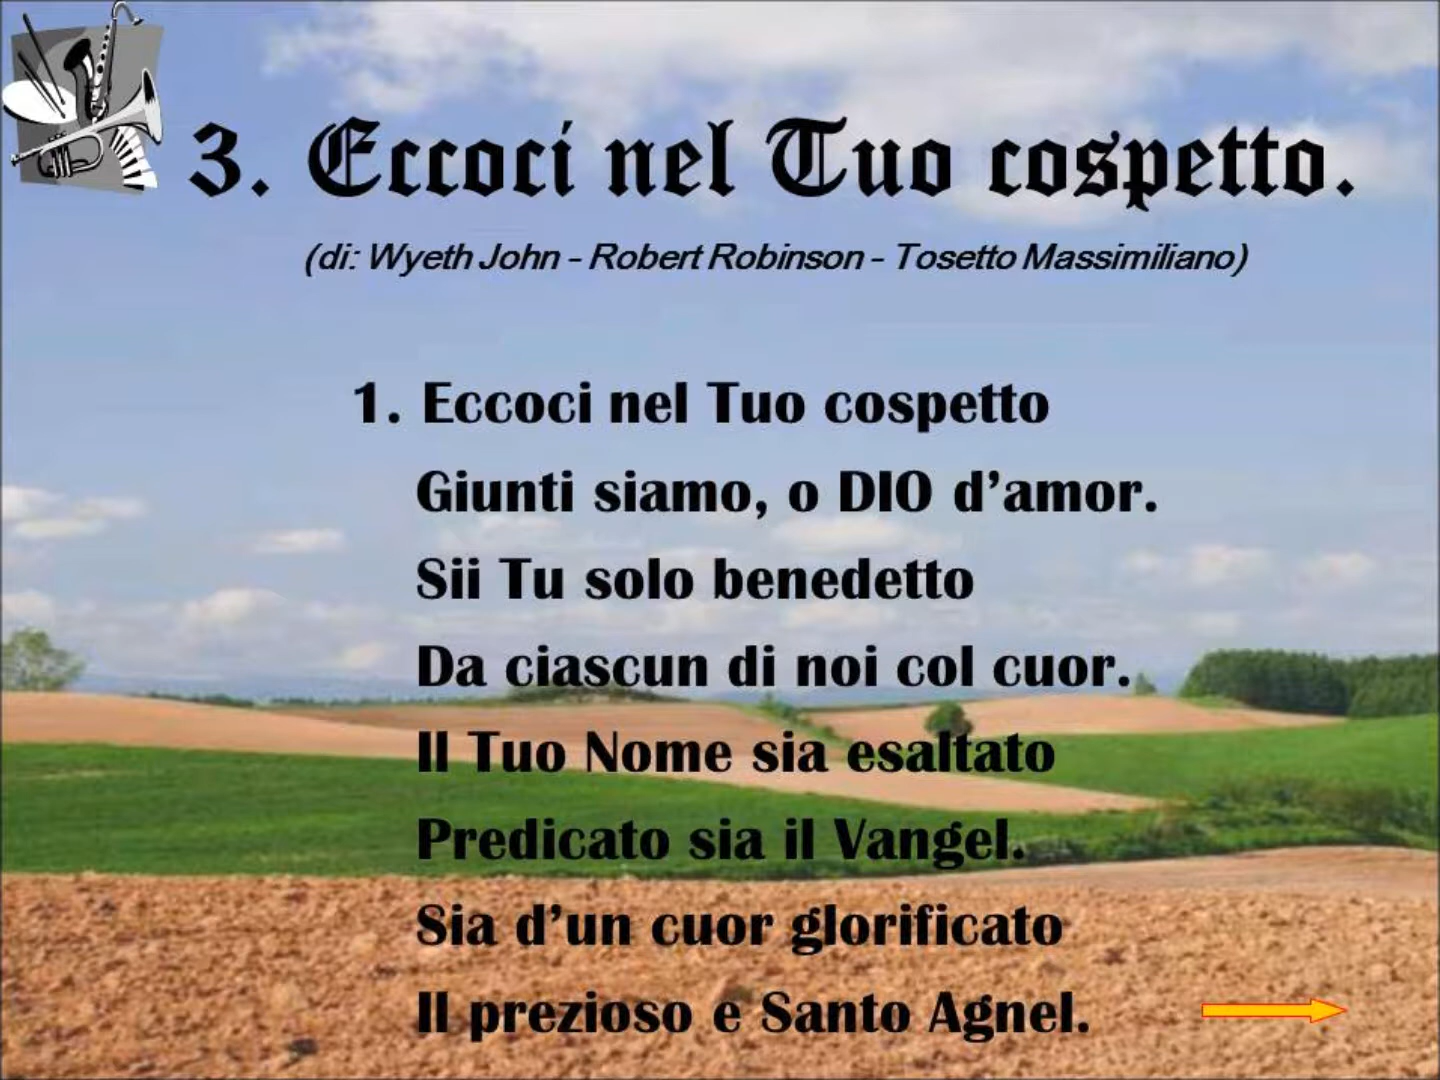 3. Eccoci nel Tuo cospetto.
(di: Wyeth John - Robert Robinson - Tosetto Massimiliano)
1. Eccoci nel Tuo cospetto
Giunti siamo, o DIO d’amor.
Sii Tu solo benedetto
Da ciascun di noi col cuor.
Il Tuo Nome sia esaltato
Predicato sia il Vangel.
Sia d’un cuor glorificato
Il prezioso e Santo Agnel.